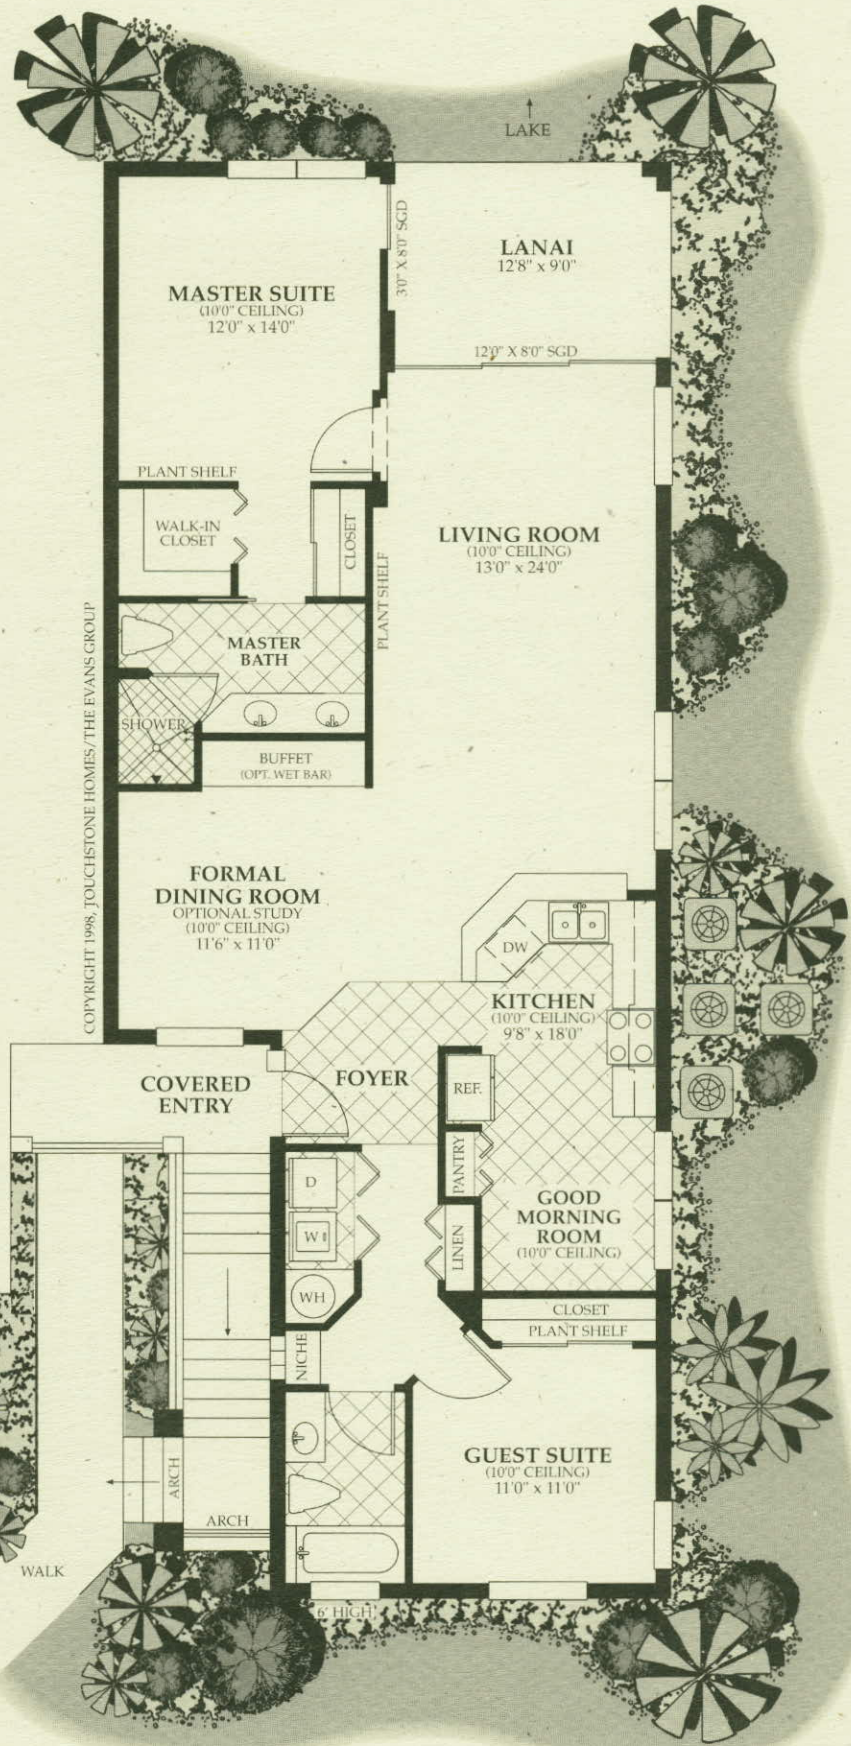 LAKE
LANAI
12'8" x 9'0"
3'0" X 8'0" SGD
MASTER SUITE
(10'0" CEILING)
12'0" x 14'0"
12'0" X 8'0" SGD
PLANT SHELF
WALK-IN
CLOSET
CLOSET
LIVING ROOM
(10'0" CEILING)
13'0" x 24'0"
PLANT SHELF
MASTER
BATH
SHOWER
BUFFET
(OPT. WET BAR)
COPYRIGHT 1998, TOUCHSTONE HOMES/THE EVANS GROUP
FORMAL
DINING ROOM
OPTIONAL STUDY
(10'0" CEILING)
11'6" x 11'0"
DW
KITCHEN
(10'0" CEILING)
9'8" x 18'0"
FOYER
COVERED
ENTRY
REF.
PANTRY
D
W
LINEN
GOOD
MORNING
ROOM
(10'0" CEILING)
WH
CLOSET
PLANT SHELF
NICHE
GUEST SUITE
(10'0" CEILING)
11'0" x 11'0"
ARCH
ARCH
WALK
6' HIGH